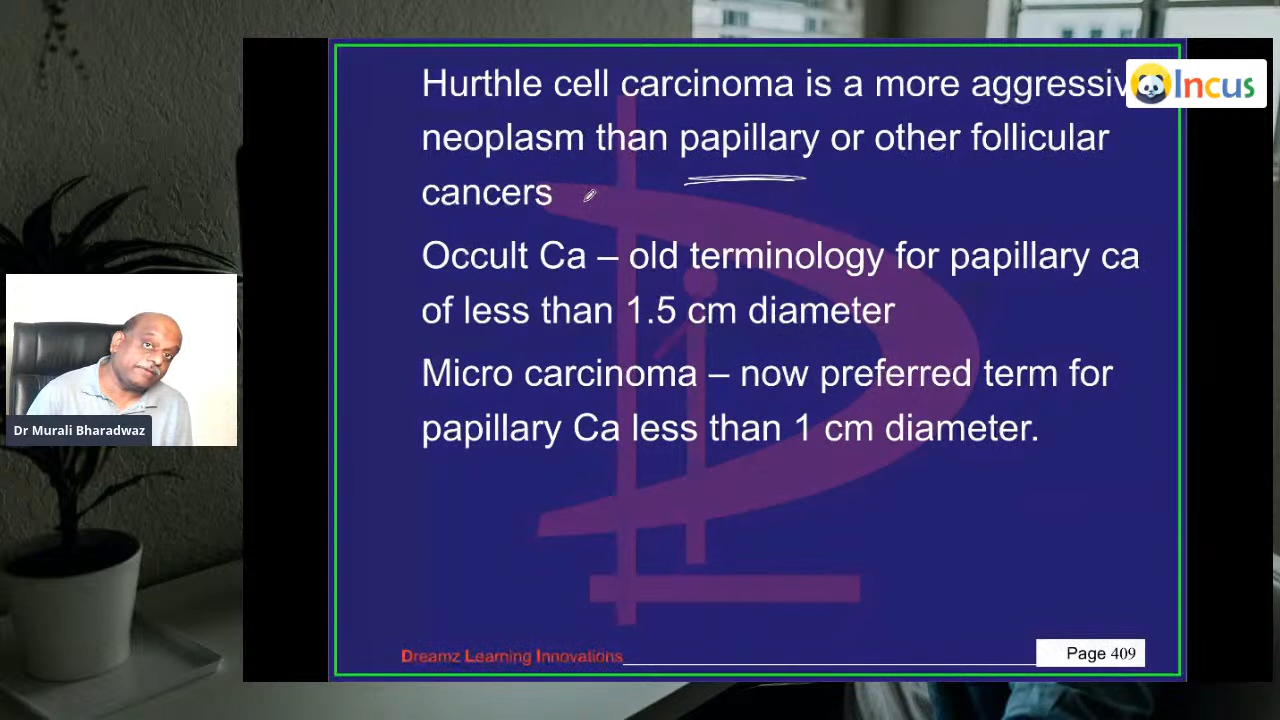 Hurthle cell carcinoma is a more aggressiv
Incus
neoplasm than papillary or other follicular
cancers
Occult Ca – old terminology for papillary ca
of less than 1.5 cm diameter
Micro carcinoma – now preferred term for
papillary Ca less than 1 cm diameter.
Dr Murali Bharadwaz
Dreamz Learning Innovations
Page 409